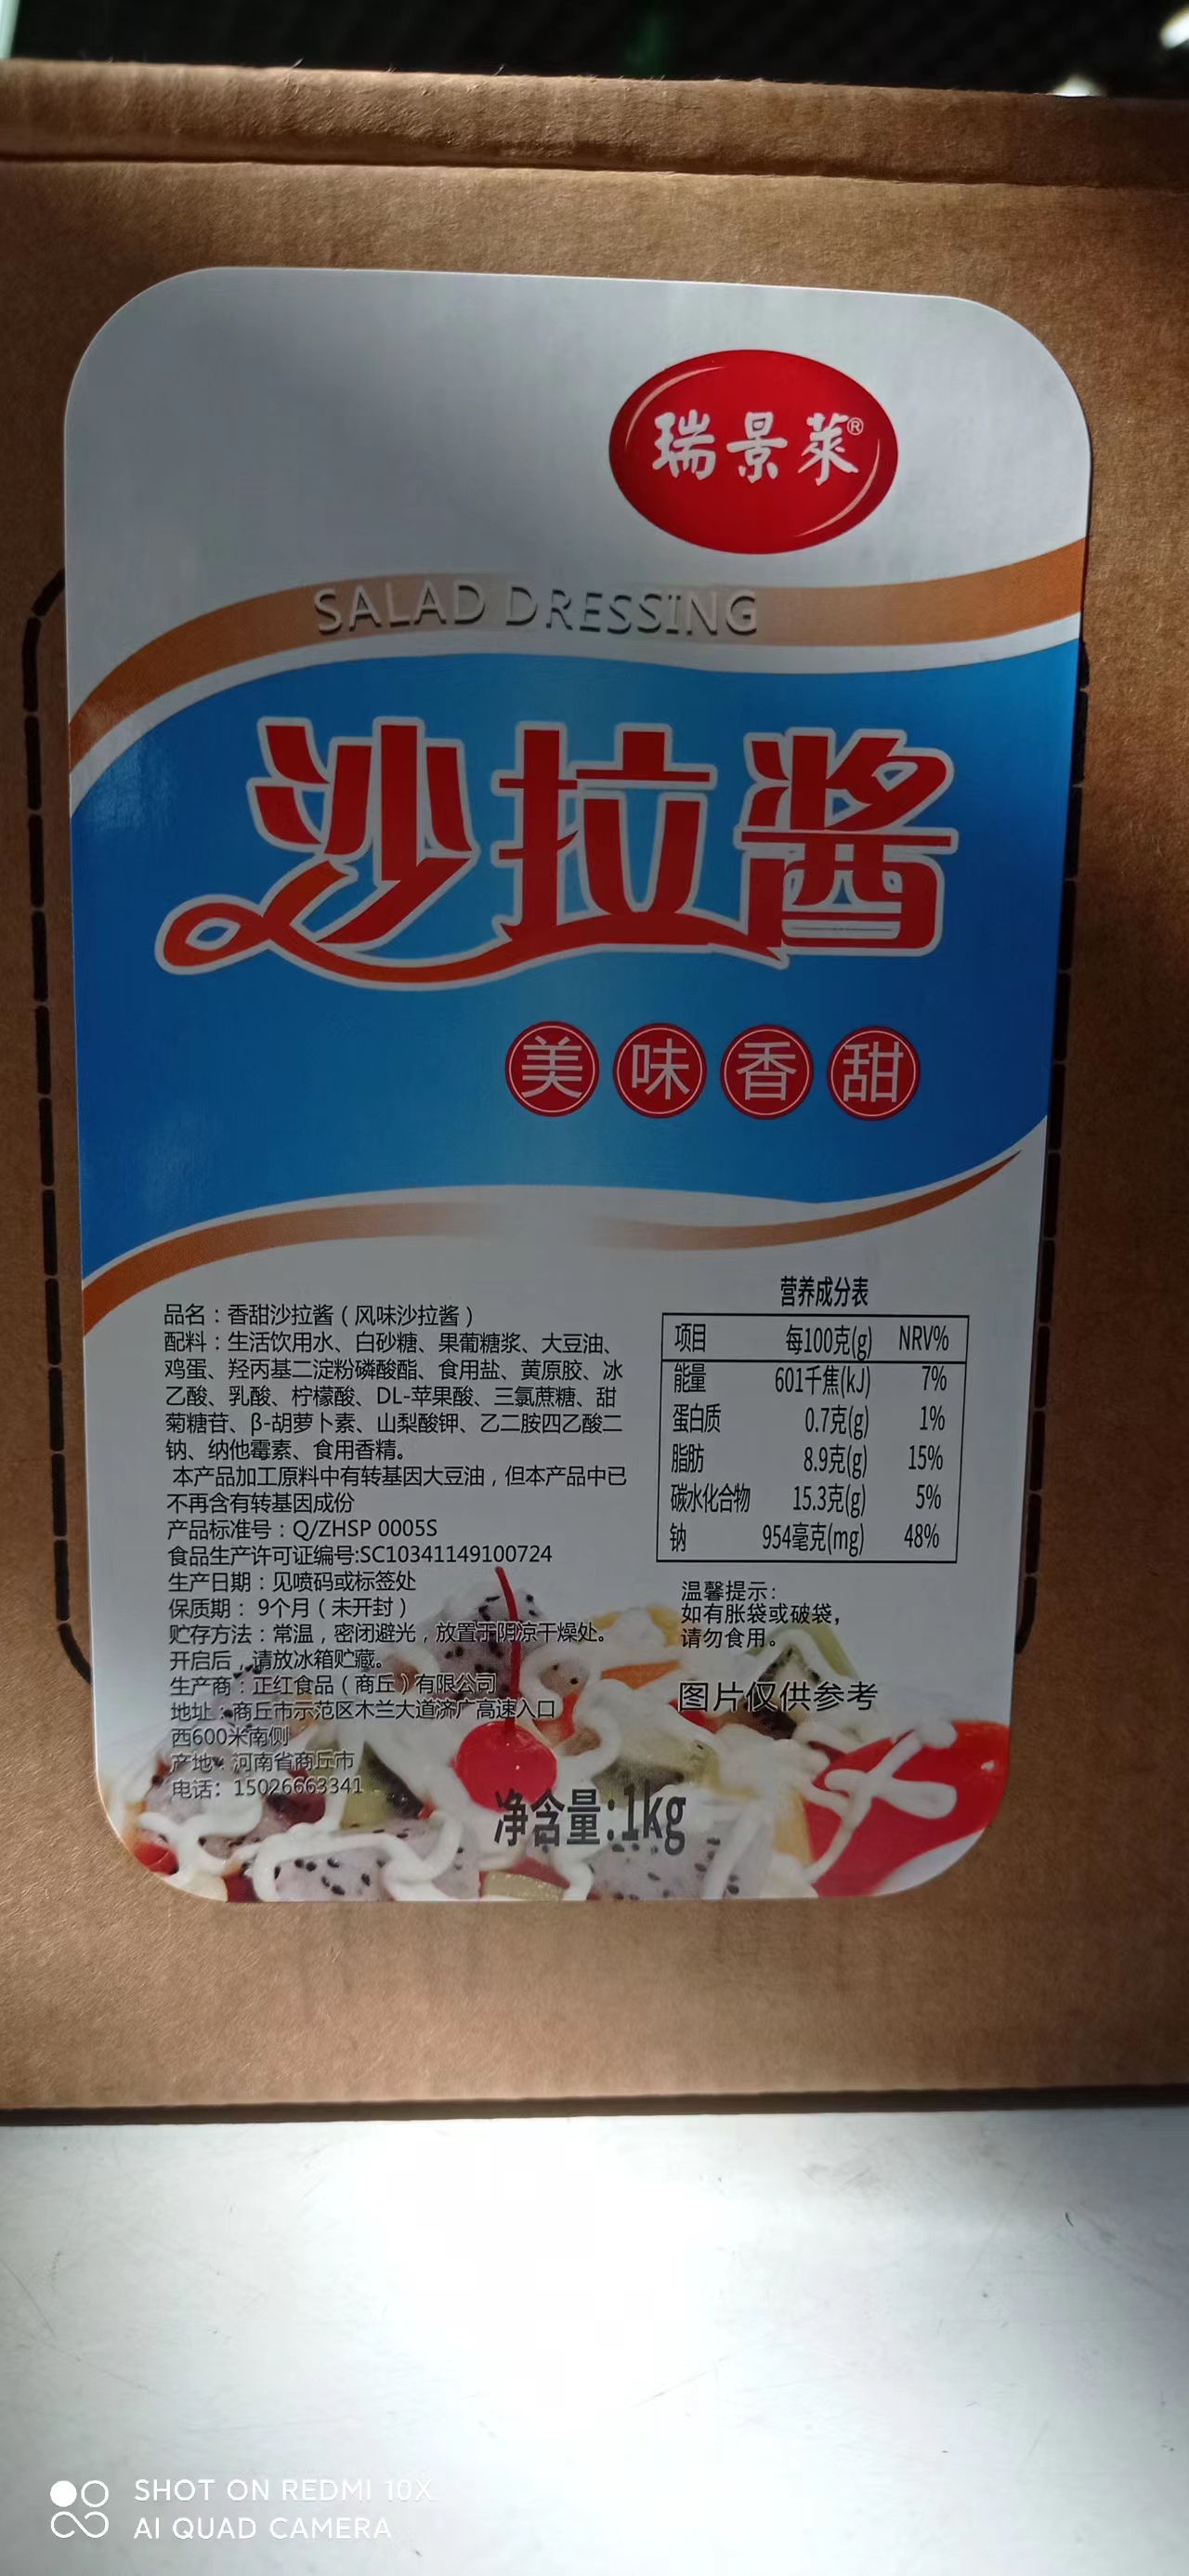 瑞景莱®
SALAD DRESSING
沙拉酱
美味香甜
品名：香甜沙拉酱（风味沙拉酱）
配料：生活饮用水、白砂糖、果葡糖浆、大豆油、
鸡蛋、羟丙基二淀粉磷酸酯、食用盐、黄原胶、冰
乙酸、乳酸、柠檬酸、DL-苹果酸、三氯蔗糖、甜
菊糖苷、β-胡萝卜素、山梨酸钾、乙二胺四乙酸二
钠、纳他霉素、食用香精。
本产品加工原料中有转基因大豆油，但本产品中已
不再含有转基因成份
产品标准号：Q/ZHSP 0005S
食品生产许可证编号:SC10341149100724
生产日期：见喷码或标签处
保质期： 9个月（未开封）
贮存方法：常温，密闭避光，放置于阴凉干燥处。
开启后，请放冰箱贮藏。
生产商：正红食品（商丘）有限公司
地址：商丘市示范区木兰大道济广高速入口
西600米南侧
产地：河南省商丘市
电话：15026663341
营养成分表
项目 每100克(g) NRV%
能量 601千焦(kJ) 7%
蛋白质 0.7克(g) 1%
脂肪 8.9克(g) 15%
碳水化合物 15.3克(g) 5%
钠 954毫克(mg) 48%
温馨提示：
如有胀袋或破袋，
请勿食用。
图片仅供参考
净含量:1kg
SHOT ON REDMI 10X
AI QUAD CAMERA